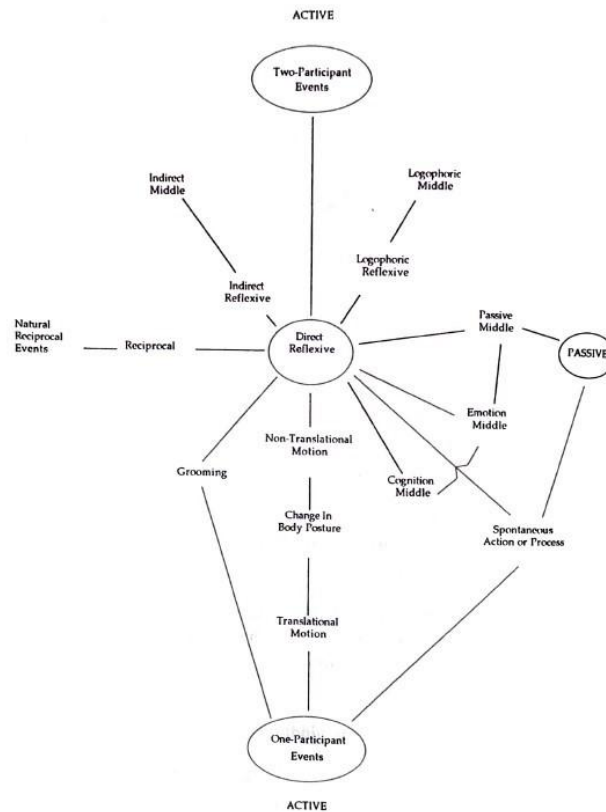 ACTIVE
Two-Participant
Events
Indirect
Middle
Logophoric
Middle
Indirect
Reflexive
Logophoric
Reflexive
Natural
Reciprocal
Events
Reciprocal
Direct
Reflexive
Passive
Middle
PASSIVE
Emotion
Middle
Non-Translational
Motion
Grooming
Cognition
Middle
Change In
Body Posture
Spontaneous
Action or Process
Translational
Motion
One-Participant
Events
ACTIVE